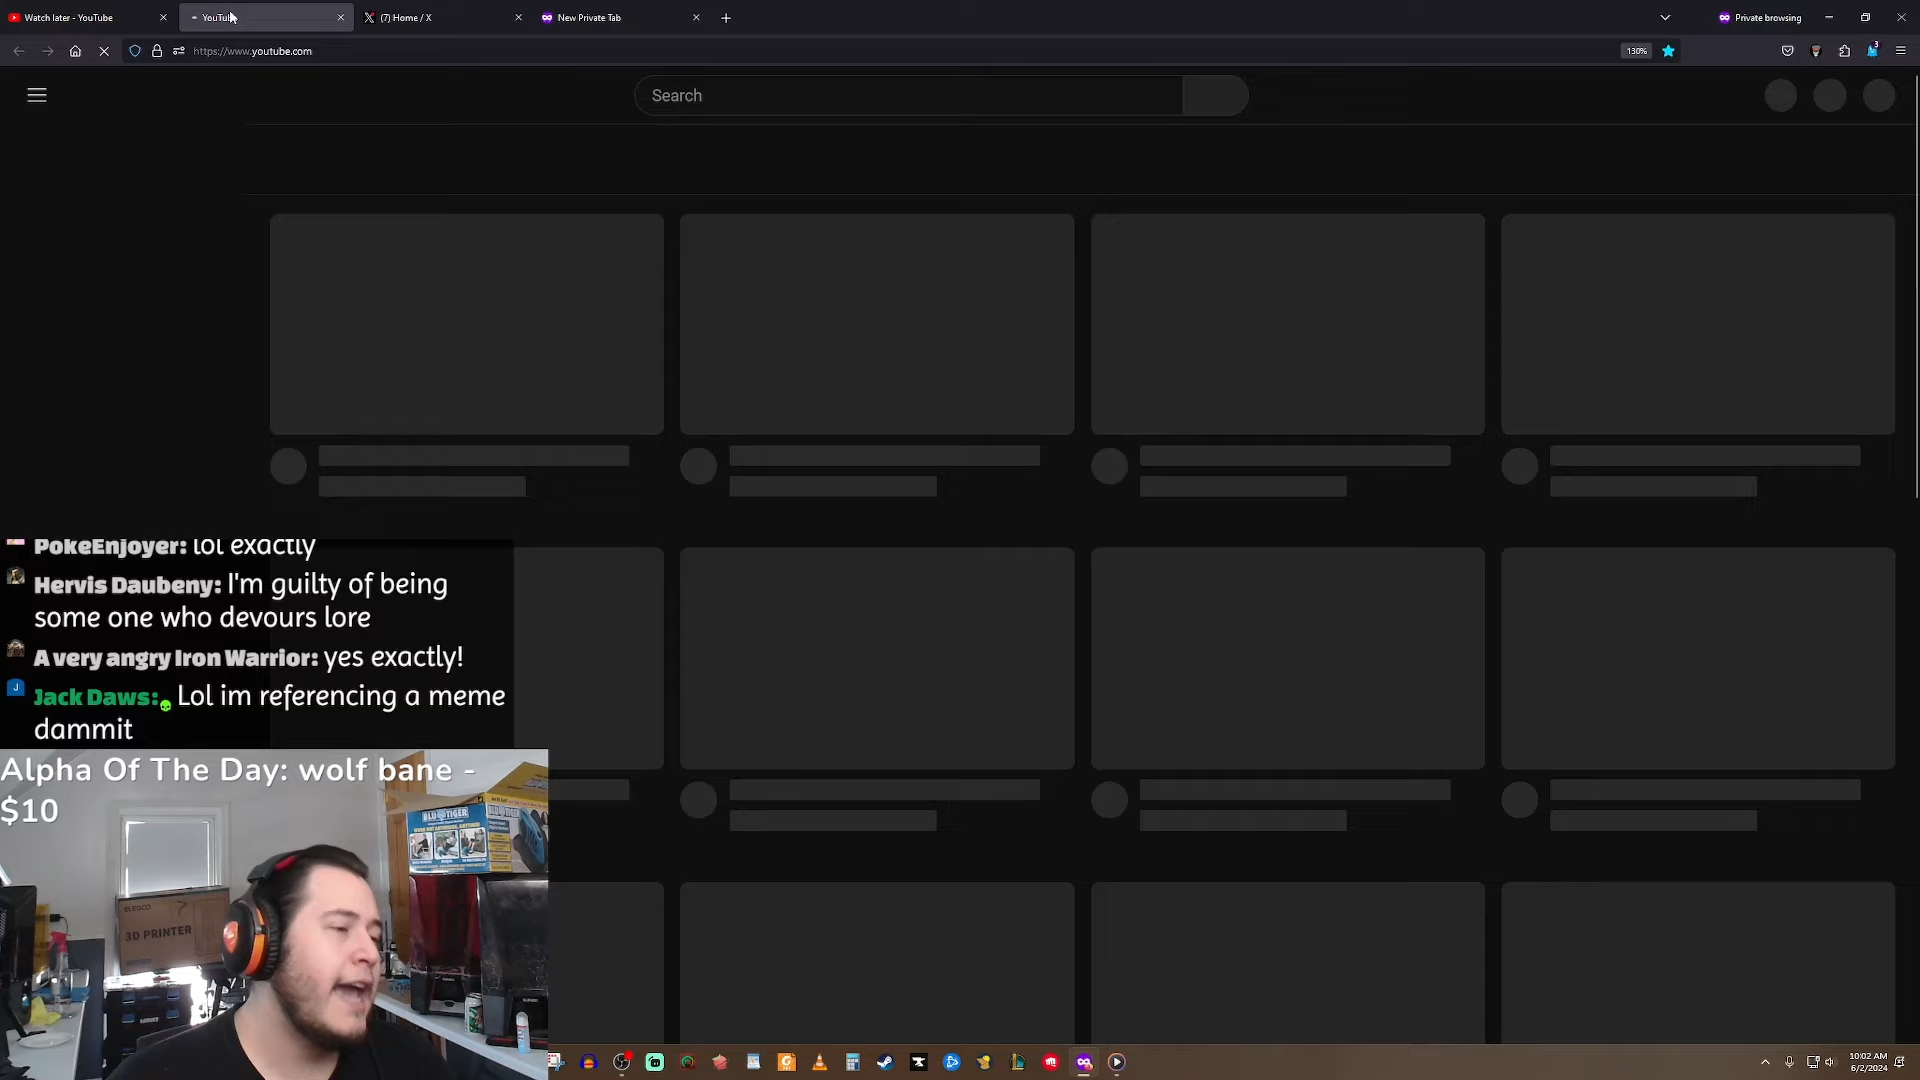 Watch later - YouTube
YouTube
(7) Home / X
New Private Tab
Private browsing
https://www.youtube.com
130%
3
Search
PokeEnjoyer: lol exactly
Hervis Daubeny: I'm guilty of being
some one who devours lore
A very angry Iron Warrior: yes exactly!
J
Jack Daws: Lol im referencing a meme
dammit
Alpha Of The Day: wolf bane -
$10
BLU TIGER
ELEGOO
3D PRINTER
10:02 AM
6/2/2024